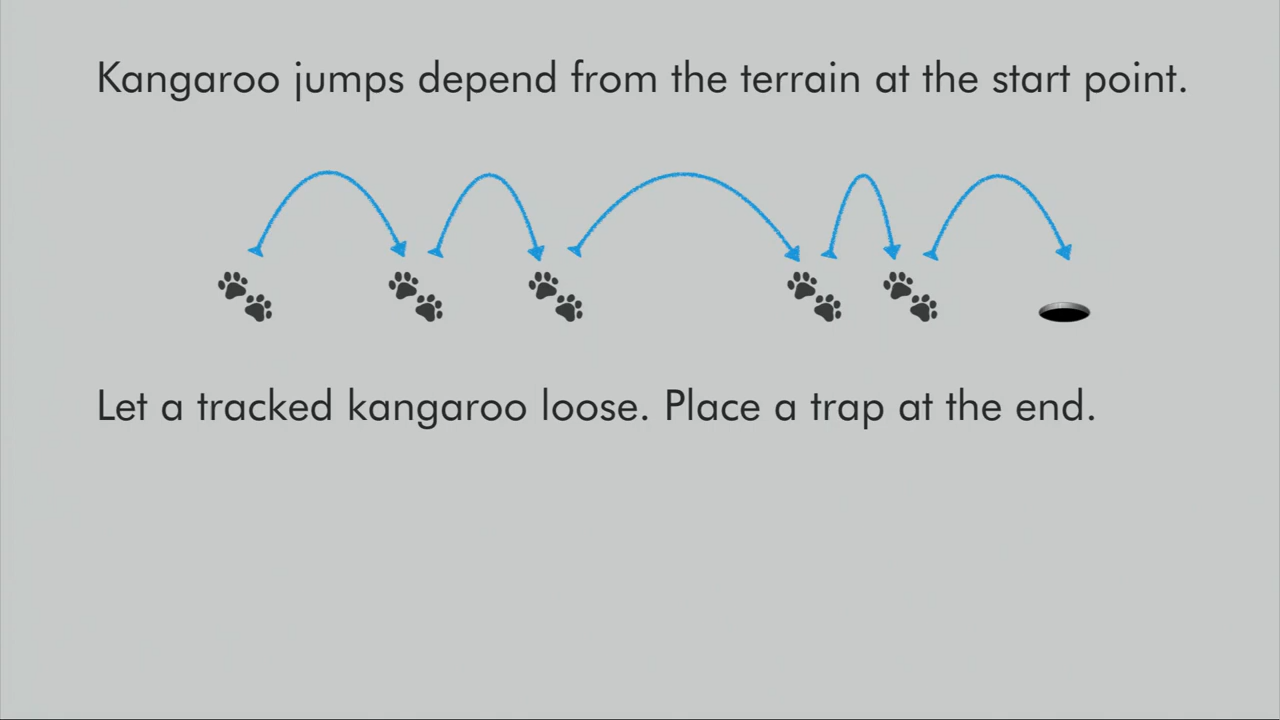 Kangaroo jumps depend from the terrain at the start point.
Let a tracked kangaroo loose. Place a trap at the end.